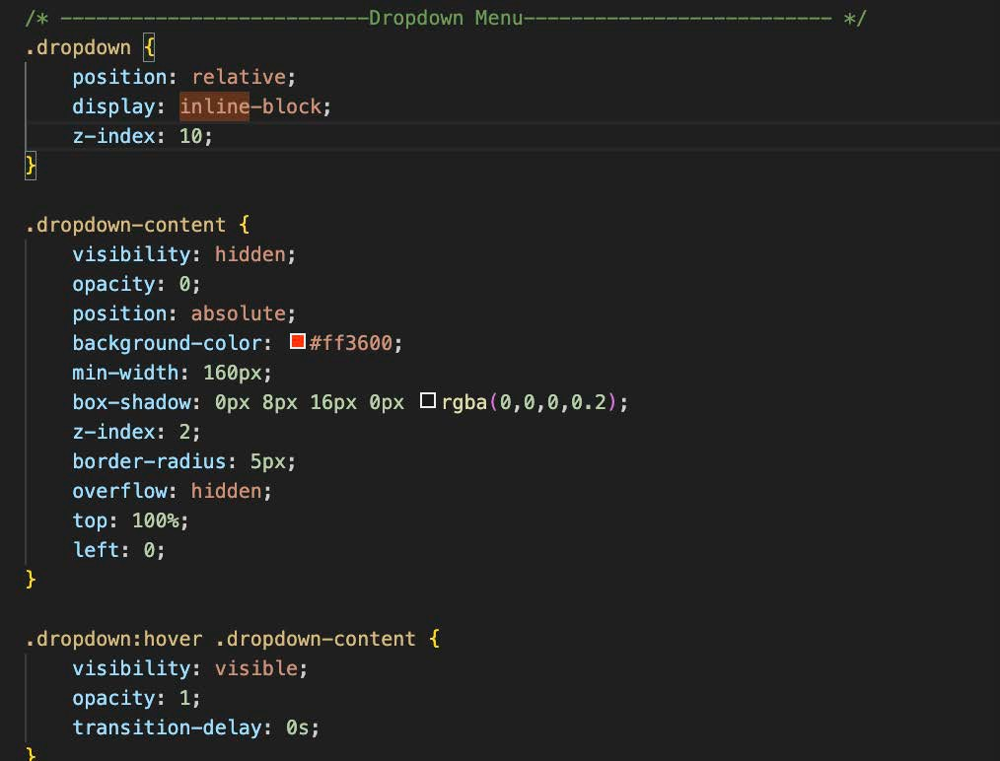 /* --------------------------Dropdown Menu-------------------------- */
.dropdown {
    position: relative;
    display: inline-block;
    z-index: 10;
}

.dropdown-content {
    visibility: hidden;
    opacity: 0;
    position: absolute;
    background-color: #ff3600;
    min-width: 160px;
    box-shadow: 0px 8px 16px 0px rgba(0,0,0,0.2);
    z-index: 2;
    border-radius: 5px;
    overflow: hidden;
    top: 100%;
    left: 0;
}

.dropdown:hover .dropdown-content {
    visibility: visible;
    opacity: 1;
    transition-delay: 0s;
}